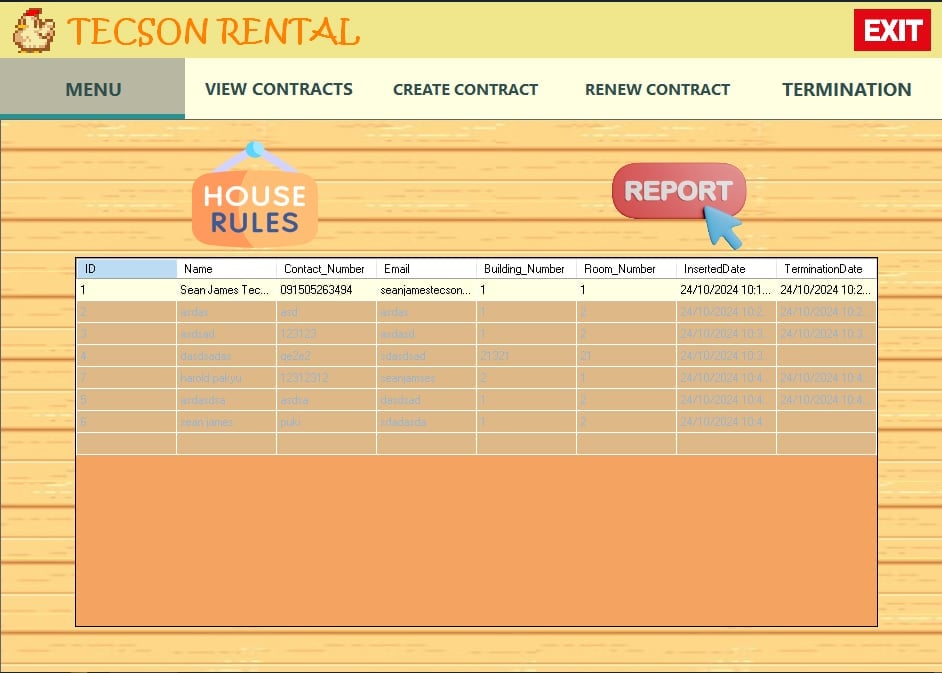 TECSON RENTAL EXIT
MENU VIEW CONTRACTS CREATE CONTRACT RENEW CONTRACT TERMINATION
HOUSE
RULES
REPORT
ID Name Contact_Number Email Building_Number Room_Number InsertedDate TerminationDate
1 Sean James Tec... 091505263494 seanjamestecson... 1 1 24/10/2024 10:1... 24/10/2024 10:2...
2 asdas asd asdas 1 2 24/10/2024 10:2... 24/10/2024 10:2...
3 asdsad 123123 asdasd 1 2 24/10/2024 10:3... 24/10/2024 10:3...
4 dasdsadas qe2e2 sdasdsad 21321 21 24/10/2024 10:3...
7 harold pakyu 12312312 seanjamses 2 1 24/10/2024 10:4... 24/10/2024 10:4...
5 asdasdsa asdsa dasdsad 1 2 24/10/2024 10:4... 24/10/2024 10:4...
sean james sdadasda 1 2 24/10/2024 10:4...